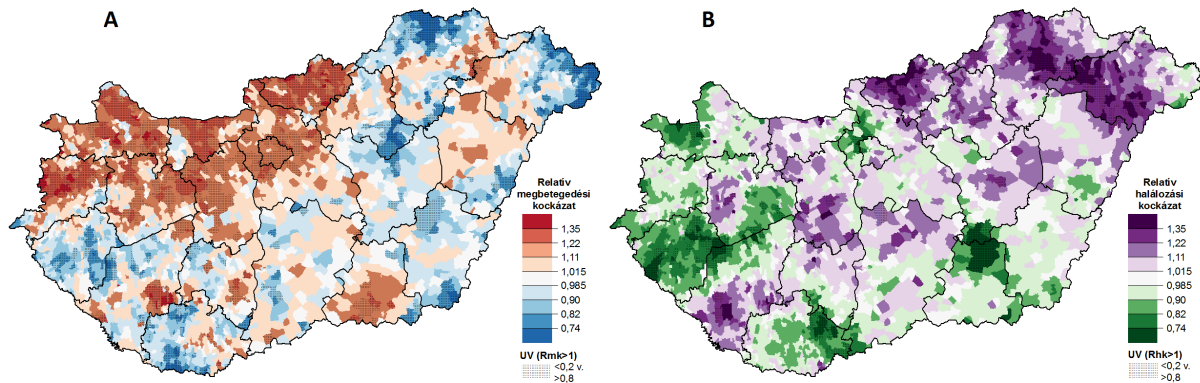 A
Relatív
megbetegedési
kockázat
1,35
1,22
1,11
1,015
0,985
0,90
0,82
0,74
UV (Rmk>1)
<0,2 v.
>0,8
B
Relatív
halálozási
kockázat
1,35
1,22
1,11
1,015
0,985
0,90
0,82
0,74
UV (Rhk>1)
<0,2 v.
>0,8